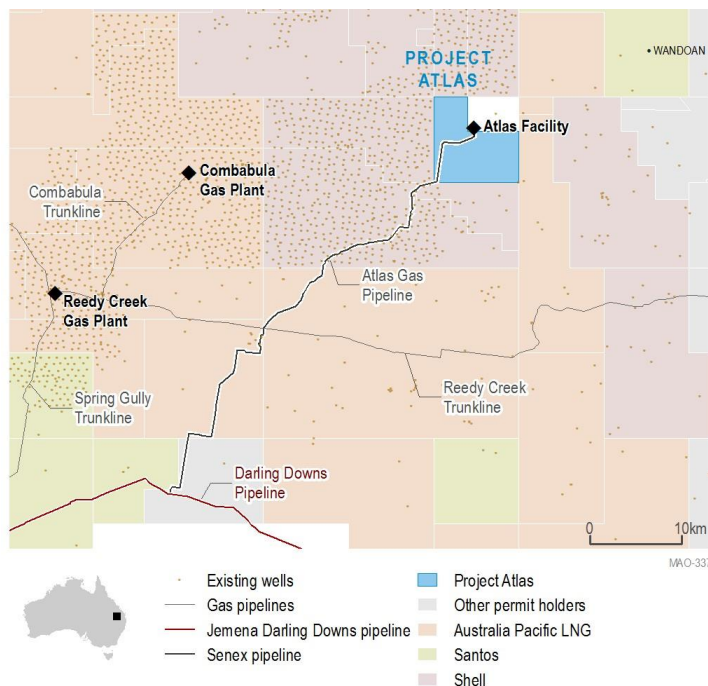 PROJECT
ATLAS
WANDOAN
Atlas Facility
Combabula
Gas Plant
Combabula
Trunkline
Atlas Gas
Pipeline
Reedy Creek
Gas Plant
Spring Gully
Trunkline
Reedy Creek
Trunkline
Darling Downs
Pipeline
0 10km
MAO-337
Existing wells
Gas pipelines
Jemena Darling Downs pipeline
Senex pipeline
Project Atlas
Other permit holders
Australia Pacific LNG
Santos
Shell